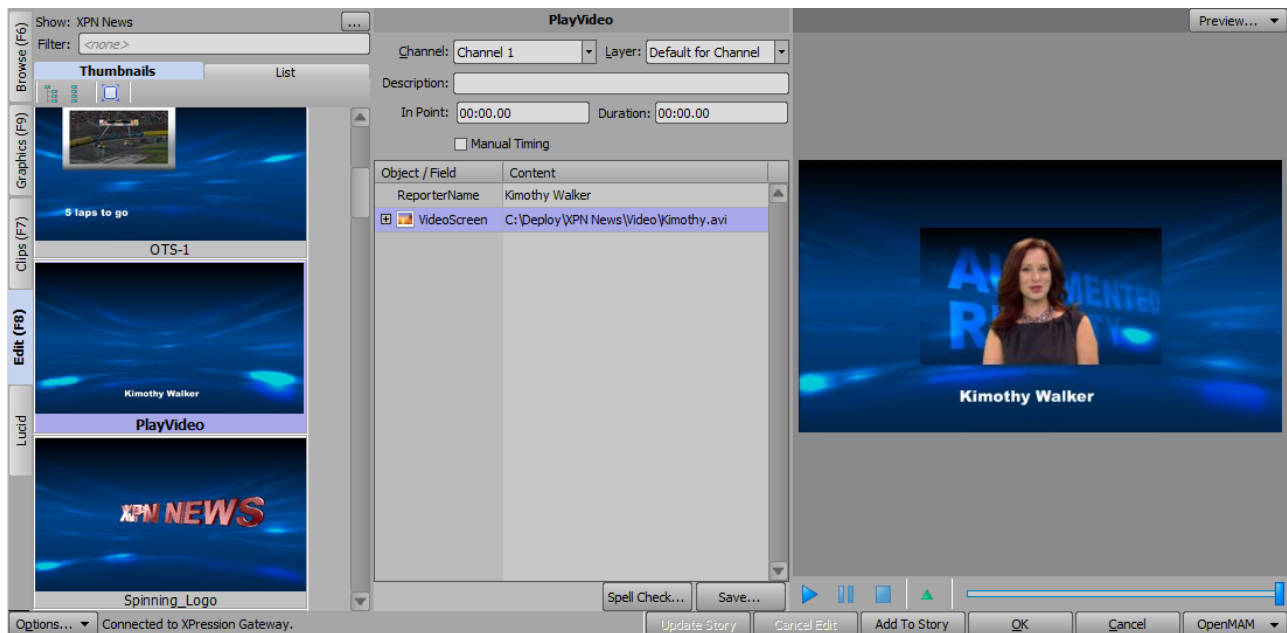 Show: XPN News
...
Filter: <none>
Thumbnails List
Browse (F6)
Graphics (F9)
Clips (F7)
Edit (F8)
Lucid
5 laps to go
OTS-1
Kimothy Walker
PlayVideo
XPN NEWS
Spinning_Logo
PlayVideo
Channel: Channel 1 Layer: Default for Channel
Description:
In Point: 00:00.00 Duration: 00:00.00
Manual Timing
Object / Field Content
ReporterName Kimothy Walker
VideoScreen C:\Deploy\XPN News\Video\Kimothy.avi
Spell Check... Save...
Preview...
AUGMENTED
REALITY
Kimothy Walker
Options... Connected to XPression Gateway. Update Story Cancel Edit Add To Story OK Cancel OpenMAM